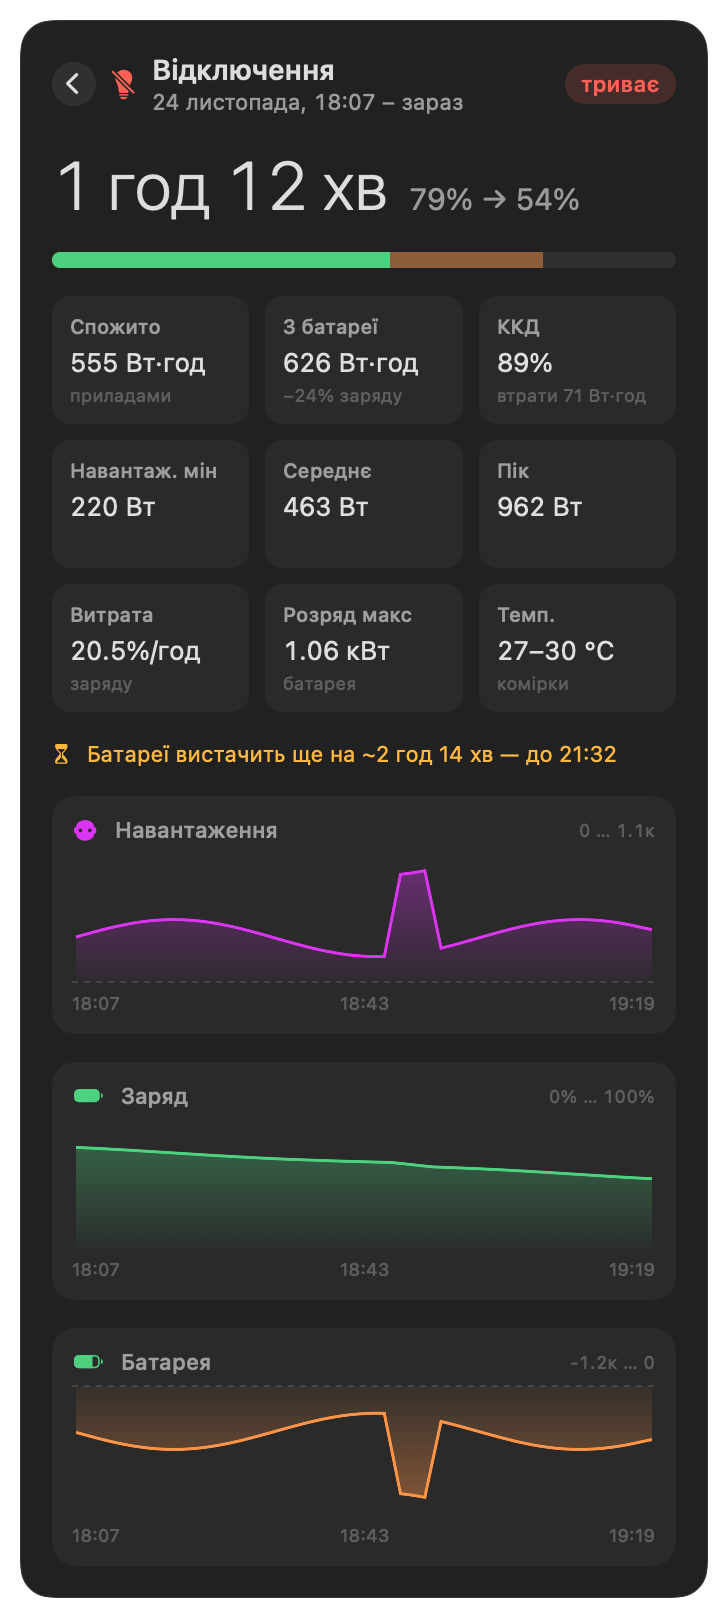 Відключення
24 листопада, 18:07 – зараз
триває
1 год 12 хв 79% → 54%
Спожито
555 Вт·год
приладами
З батареї
626 Вт·год
−24% заряду
ККД
89%
втрати 71 Вт·год
Навантаж. мін
220 Вт
Середнє
463 Вт
Пік
962 Вт
Витрата
20.5%/год
заряду
Розряд макс
1.06 кВт
батарея
Темп.
27–30 °C
комірки
Батареї вистачить ще на ~2 год 14 хв — до 21:32
Навантаження 0 … 1.1к
18:07 18:43 19:19
Заряд 0% … 100%
18:07 18:43 19:19
Батарея -1.2к … 0
18:07 18:43 19:19